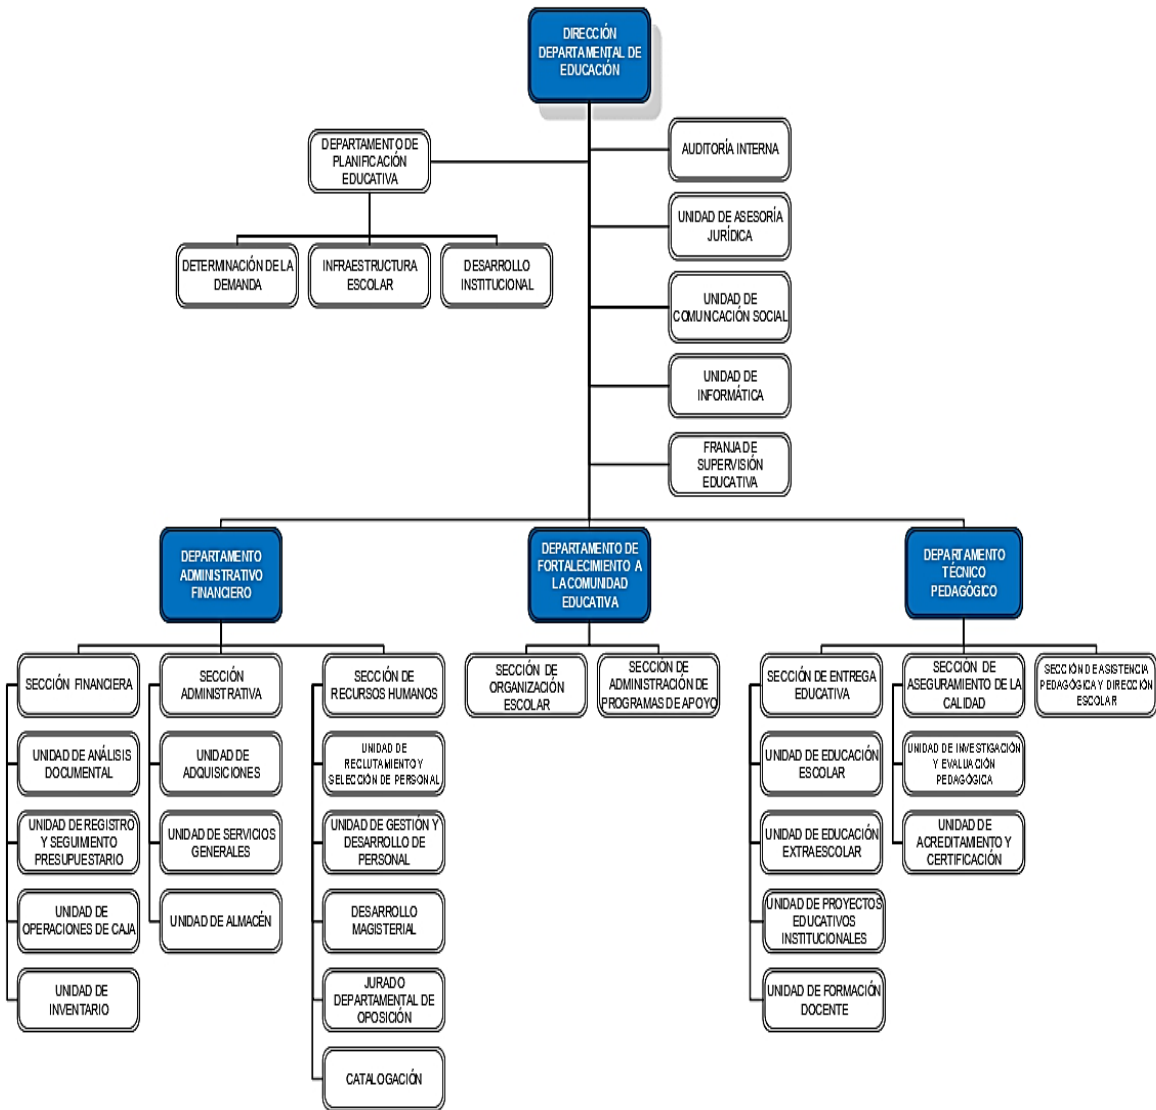 DIRECCIÓN
DEPARTAMENTAL DE
EDUCACIÓN
DEPARTAMENTO DE
PLANIFICACIÓN
EDUCATIVA
AUDITORÍA INTERNA
UNIDAD DE ASESORÍA
JURÍDICA
DETERMINACIÓN DE LA
DEMANDA
INFRAESTRUCTURA
ESCOLAR
DESARROLLO
INSTITUCIONAL
UNIDAD DE
COMUNICACIÓN SOCIAL
UNIDAD DE
INFORMÁTICA
FRANJA DE
SUPERVISIÓN
EDUCATIVA
DEPARTAMENTO
ADMINISTRATIVO
FINANCIERO
DEPARTAMENTO DE
FORTALECIMIENTO A
LA COMUNIDAD
EDUCATIVA
DEPARTAMENTO
TÉCNICO
PEDAGÓGICO
SECCIÓN FINANCIERA
UNIDAD DE ANÁLISIS
DOCUMENTAL
UNIDAD DE REGISTRO
Y SEGUIMIENTO
PRESUPUESTARIO
UNIDAD DE
OPERACIONES DE CAJA
UNIDAD DE
INVENTARIO
SECCIÓN
ADMINISTRATIVA
UNIDAD DE
ADQUISICIONES
UNIDAD DE SERVICIOS
GENERALES
UNIDAD DE ALMACÉN
SECCIÓN DE
RECURSOS HUMANOS
UNIDAD DE
RECLUTAMIENTO Y
SELECCIÓN DE PERSONAL
UNIDAD DE GESTIÓN Y
DESARROLLO DE
PERSONAL
DESARROLLO
MAGISTERIAL
JURADO
DEPARTAMENTAL DE
OPOSICIÓN
CATALOGACIÓN
SECCIÓN DE
ORGANIZACIÓN
ESCOLAR
SECCIÓN DE
ADMINISTRACIÓN DE
PROGRAMAS DE APOYO
SECCIÓN DE ENTREGA
EDUCATIVA
UNIDAD DE EDUCACIÓN
ESCOLAR
UNIDAD DE EDUCACIÓN
EXTRAESCOLAR
UNIDAD DE PROYECTOS
EDUCATIVOS
INSTITUCIONALES
UNIDAD DE FORMACIÓN
DOCENTE
SECCIÓN DE
ASEGURAMIENTO DE LA
CALIDAD
UNIDAD DE INVESTIGACIÓN
Y EVALUACIÓN
PEDAGÓGICA
UNIDAD DE
ACREDITAMIENTO Y
CERTIFICACIÓN
SECCIÓN DE ASISTENCIA
PEDAGÓGICA Y DIRECCIÓN
ESCOLAR